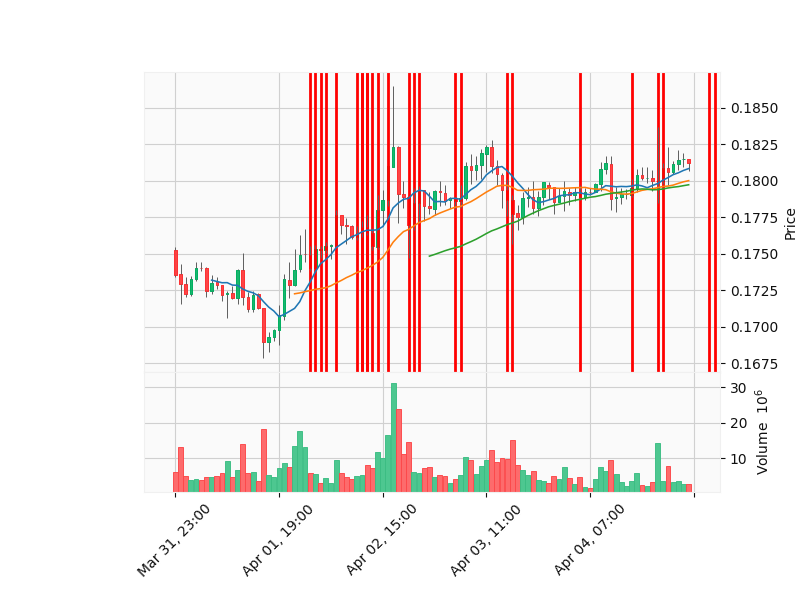 0.1850
0.1825
0.1800
0.1775
0.1750
0.1725
0.1700
0.1675
Price
30
20
10
Volume 10⁶
Mar 31, 23:00
Apr 01, 19:00
Apr 02, 15:00
Apr 03, 11:00
Apr 04, 07:00